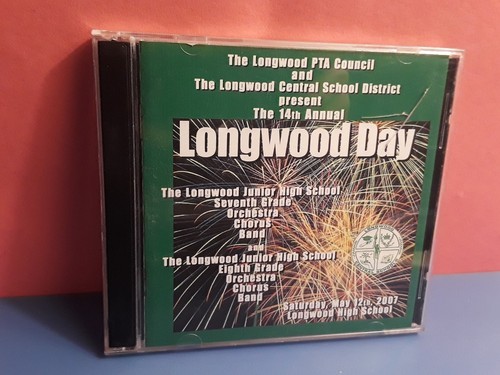 The Longwood PTA Council
and
The Longwood Central School District
present
The 14th Annual
Longwood Day
The Longwood Junior High School
Seventh Grade
Orchestra
Chorus
Band
and
The Longwood Junior High School
Eighth Grade
Orchestra
Chorus
Band
Saturday, May 12th, 2007
Longwood High School